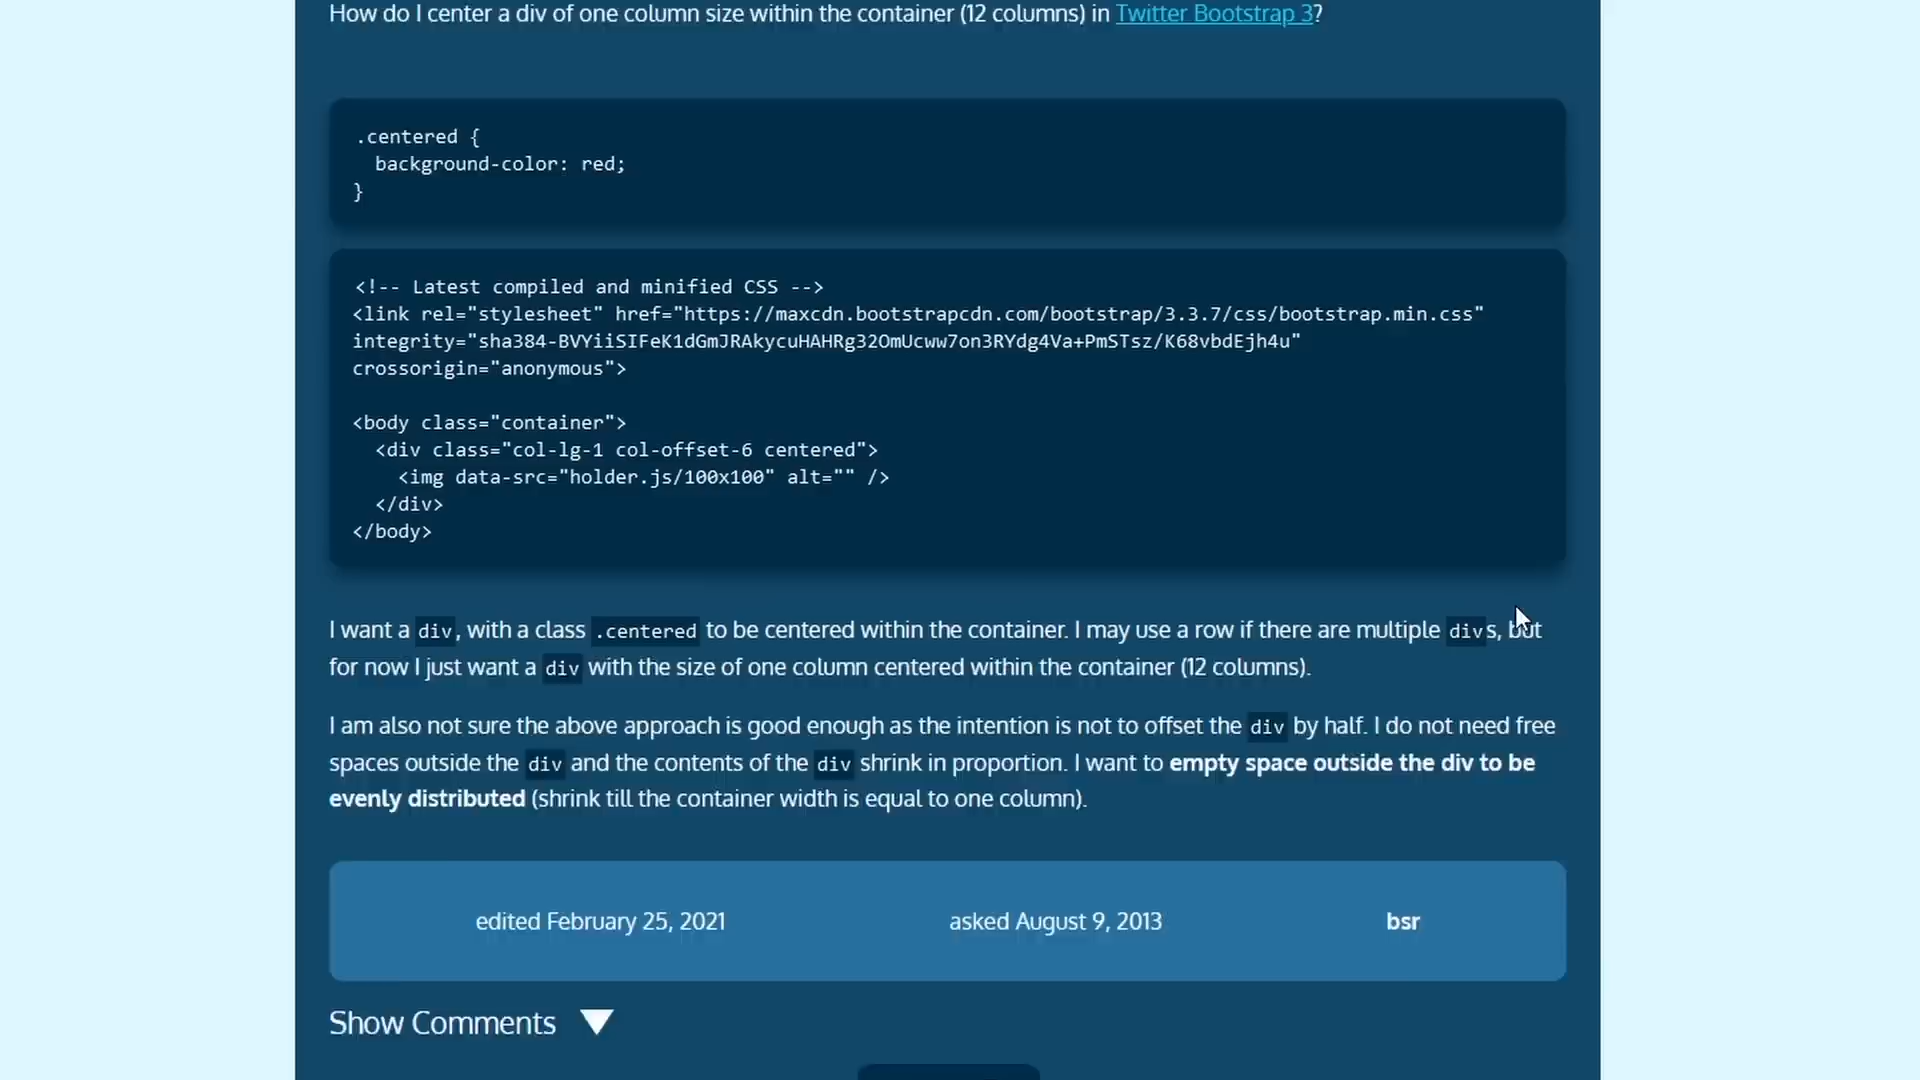 How do I center a div of one column size within the container (12 columns) in Twitter Bootstrap 3?
.centered {
  background-color: red;
}
<!-- Latest compiled and minified CSS -->
<link rel="stylesheet" href="https://maxcdn.bootstrapcdn.com/bootstrap/3.3.7/css/bootstrap.min.css"
integrity="sha384-BVYiiSIFeK1dGmJRAkycuHAHRg32OmUcww7on3RYdg4Va+PmSTsz/K68vbdEjh4u"
crossorigin="anonymous">
<body class="container">
  <div class="col-lg-1 col-offset-6 centered">
    <img data-src="holder.js/100x100" alt="" />
  </div>
</body>
I want a div, with a class .centered to be centered within the container. I may use a row if there are multiple divs, but
for now I just want a div with the size of one column centered within the container (12 columns).
I am also not sure the above approach is good enough as the intention is not to offset the div by half. I do not need free
spaces outside the div and the contents of the div shrink in proportion. I want to empty space outside the div to be
evenly distributed (shrink till the container width is equal to one column).
edited February 25, 2021 asked August 9, 2013 bsr
Show Comments